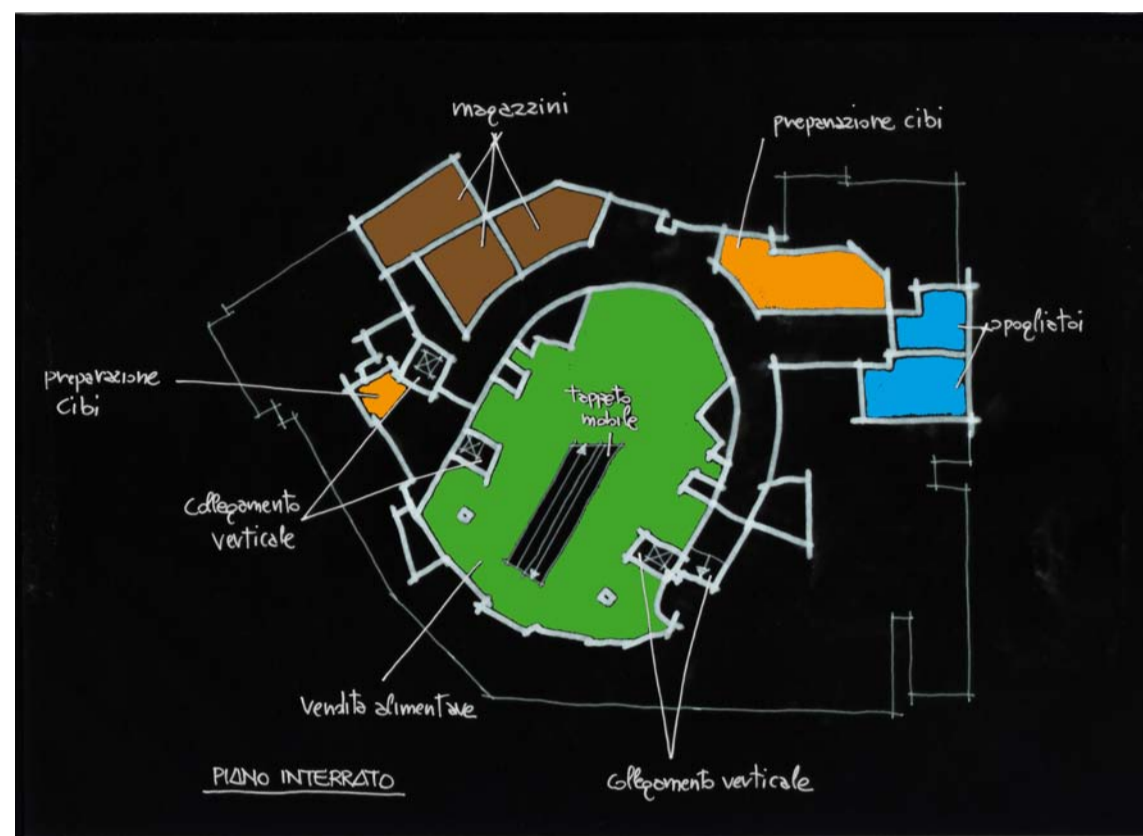 magazzini
preparazione cibi
spogliatoi
preparazione
cibi
tappeto
mobile
collegamento
verticale
vendita alimentare
PIANO INTERRATO
collegamento verticale